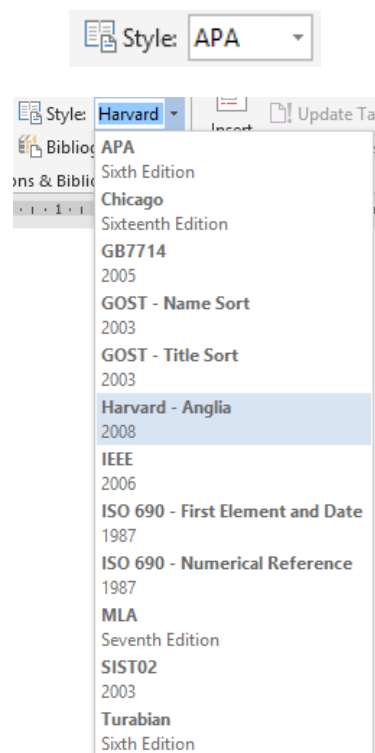 Style: APA
Style: Harvard
Update Ta
Insert
Bibliog
ons & Biblio
1
APA
Sixth Edition
Chicago
Sixteenth Edition
GB7714
2005
GOST - Name Sort
2003
GOST - Title Sort
2003
Harvard - Anglia
2008
IEEE
2006
ISO 690 - First Element and Date
1987
ISO 690 - Numerical Reference
1987
MLA
Seventh Edition
SIST02
2003
Turabian
Sixth Edition